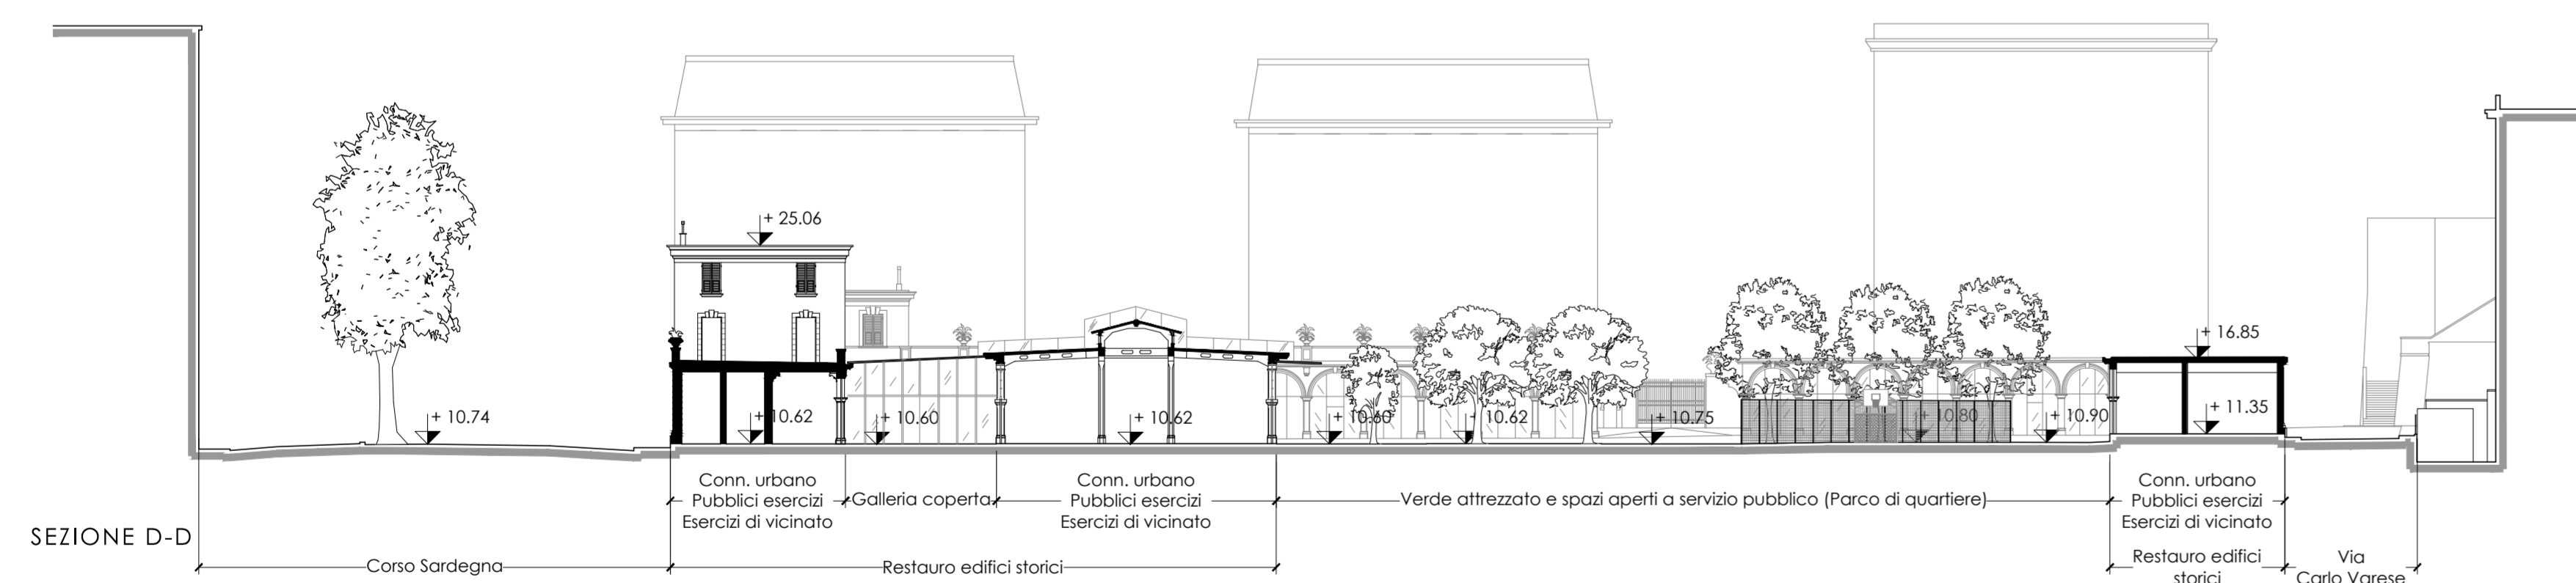 + 25.06
+ 16.85
+ 10.74
+ 10.62
+ 10.60
+ 10.62
+ 10.60
+ 10.62
+ 10.75
+ 10.80
+ 10.90
+ 11.35
Conn. urbano
Pubblici esercizi
Esercizi di vicinato
Galleria coperta
Conn. urbano
Pubblici esercizi
Esercizi di vicinato
Verde attrezzato e spazi aperti a servizio pubblico (Parco di quartiere)
Conn. urbano
Pubblici esercizi
Esercizi di vicinato
SEZIONE D-D
Corso Sardegna
Restauro edifici storici
Restauro edifici
storici
Via
Carlo Varese